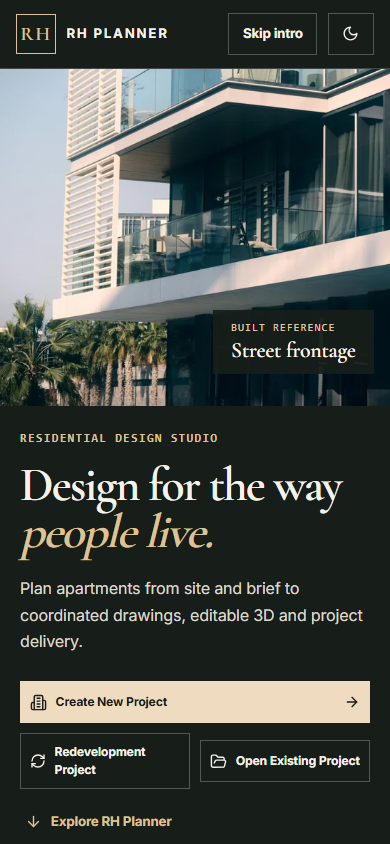 RH
RH PLANNER
Skip intro
BUILT REFERENCE
Street frontage
RESIDENTIAL DESIGN STUDIO
Design for the way
people live.
Plan apartments from site and brief to
coordinated drawings, editable 3D and project
delivery.
Create New Project
Redevelopment
Project
Open Existing Project
Explore RH Planner